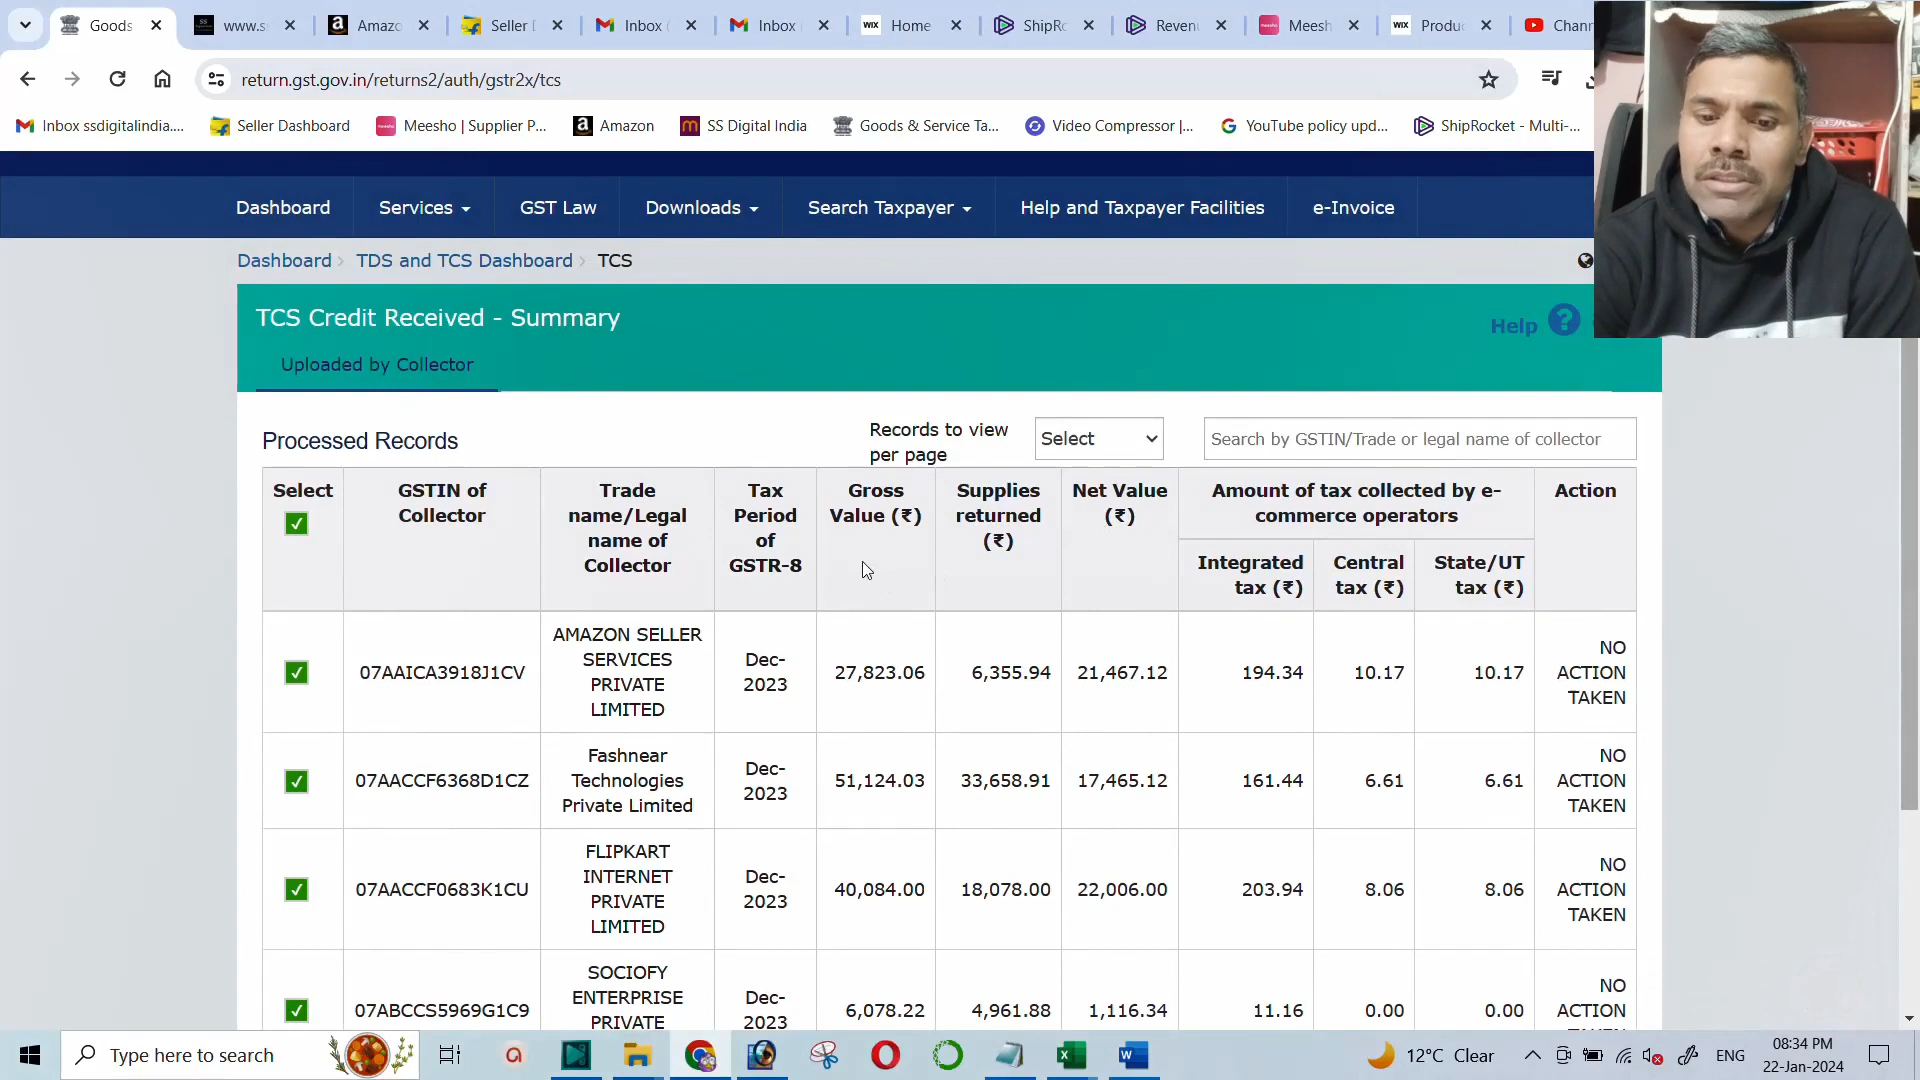 Goods
www.s
Amazo
Seller
Inbox
Inbox
WIX Home
ShipRo
Reven
Meesh
WIX Produ
Chann
return.gst.gov.in/returns2/auth/gstr2x/tcs
Inbox ssdigitalindia....
Seller Dashboard
Meesho | Supplier P...
Amazon
SS Digital India
Goods & Service Ta...
Video Compressor |...
YouTube policy upd...
ShipRocket - Multi-...
Dashboard
Services
GST Law
Downloads
Search Taxpayer
Help and Taxpayer Facilities
e-Invoice
Dashboard
TDS and TCS Dashboard
TCS
TCS Credit Received - Summary
Help ?
Uploaded by Collector
Processed Records
Records to view
per page
Select
Search by GSTIN/Trade or legal name of collector
Select
GSTIN of
Collector
Trade
name/Legal
name of
Collector
Tax
Period
of
GSTR-8
Gross
Value (₹)
Supplies
returned
(₹)
Net Value
(₹)
Amount of tax collected by e-
commerce operators
Integrated
tax (₹)
Central
tax (₹)
State/UT
tax (₹)
Action
07AAICA3918J1CV
AMAZON SELLER
SERVICES
PRIVATE
LIMITED
Dec-
2023
27,823.06
6,355.94
21,467.12
194.34
10.17
10.17
NO
ACTION
TAKEN
07AACCF6368D1CZ
Fashnear
Technologies
Private Limited
Dec-
2023
51,124.03
33,658.91
17,465.12
161.44
6.61
6.61
NO
ACTION
TAKEN
07AACCF0683K1CU
FLIPKART
INTERNET
PRIVATE
LIMITED
Dec-
2023
40,084.00
18,078.00
22,006.00
203.94
8.06
8.06
NO
ACTION
TAKEN
07ABCCS5969G1C9
SOCIOFY
ENTERPRISE
PRIVATE
Dec-
2023
6,078.22
4,961.88
1,116.34
11.16
0.00
0.00
NO
ACTION
Type here to search
12°C Clear
ENG
08:34 PM
22-Jan-2024